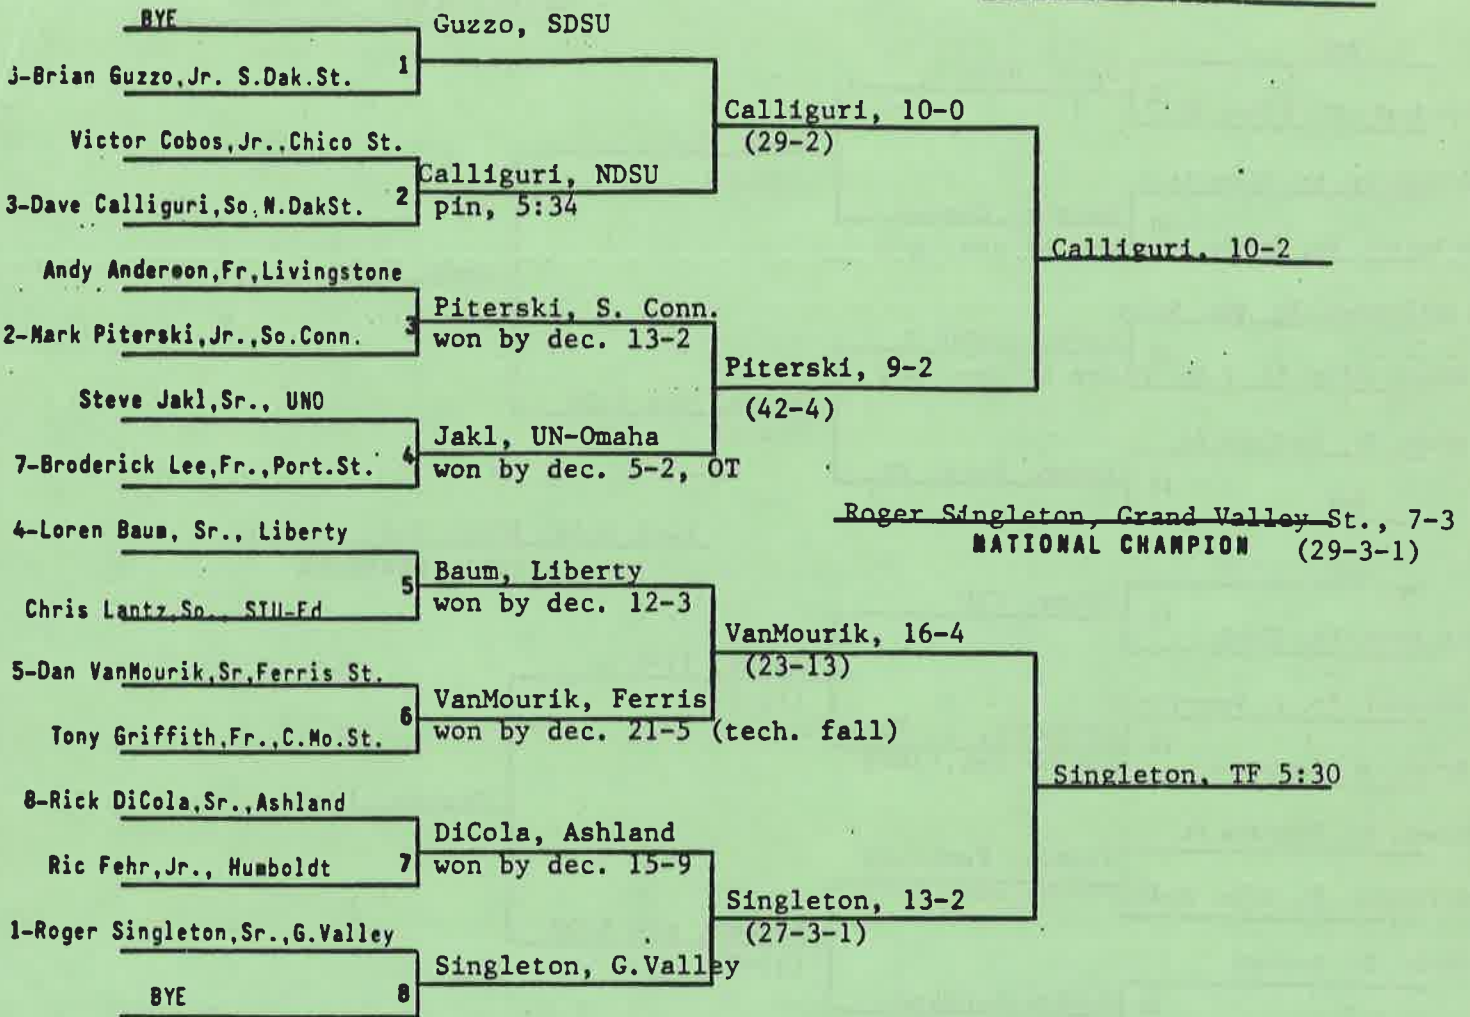 BYE
1
Brian Guzzo,Jr. S.Dak.St.
Victor Cobos,Jr.,Chico St.
2
3-Dave Calliguri,So.N.DakSt.
Andy Anderson,Fr,Livingstone
3
2-Mark Piterski,Jr.,So.Conn.
Steve Jakl,Sr., UNO
4
7-Broderick Lee,Fr.,Port.St.
4-Loren Baum, Sr., Liberty
5
Chris Lantz,So., SIU-Ed
5-Dan VanMourik,Sr,Ferris St.
6
Tony Griffith,Fr.,C.Mo.St.
8-Rick DiCola,Sr.,Ashland
7
Ric Fehr,Jr., Humboldt
1-Roger Singleton,Sr.,G.Valley
8
BYE
Guzzo, SDSU
Calliguri, NDSU
pin, 5:34
Piterski, S. Conn.
won by dec. 13-2
Jakl, UN-Omaha
won by dec. 5-2, OT
Baum, Liberty
won by dec. 12-3
VanMourik, Ferris
won by dec. 21-5 (tech. fall)
DiCola, Ashland
won by dec. 15-9
Singleton, G.Valley
Calliguri, 10-0
(29-2)
Piterski, 9-2
(42-4)
VanMourik, 16-4
(23-13)
Singleton, 13-2
(27-3-1)
Calliguri, 10-2
Singleton, TF 5:30
Roger Singleton, Grand Valley St., 7-3
NATIONAL CHAMPION (29-3-1)